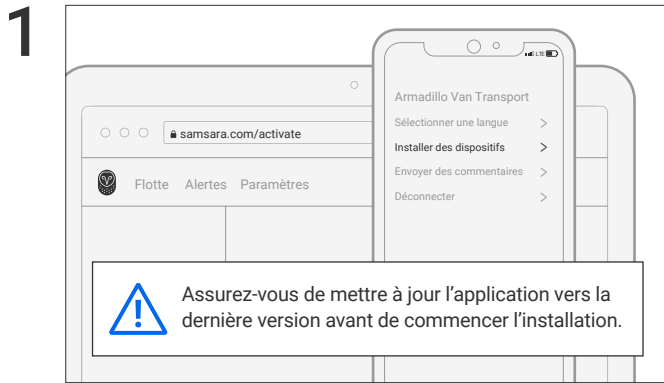 1
LTE
Armadillo Van Transport
Sélectionner une langue >
samsara.com/activate
Installer des dispositifs >
Envoyer des commentaires >
Flotte Alertes Paramètres
Déconnecter >
Assurez-vous de mettre à jour l’application vers la
dernière version avant de commencer l’installation.